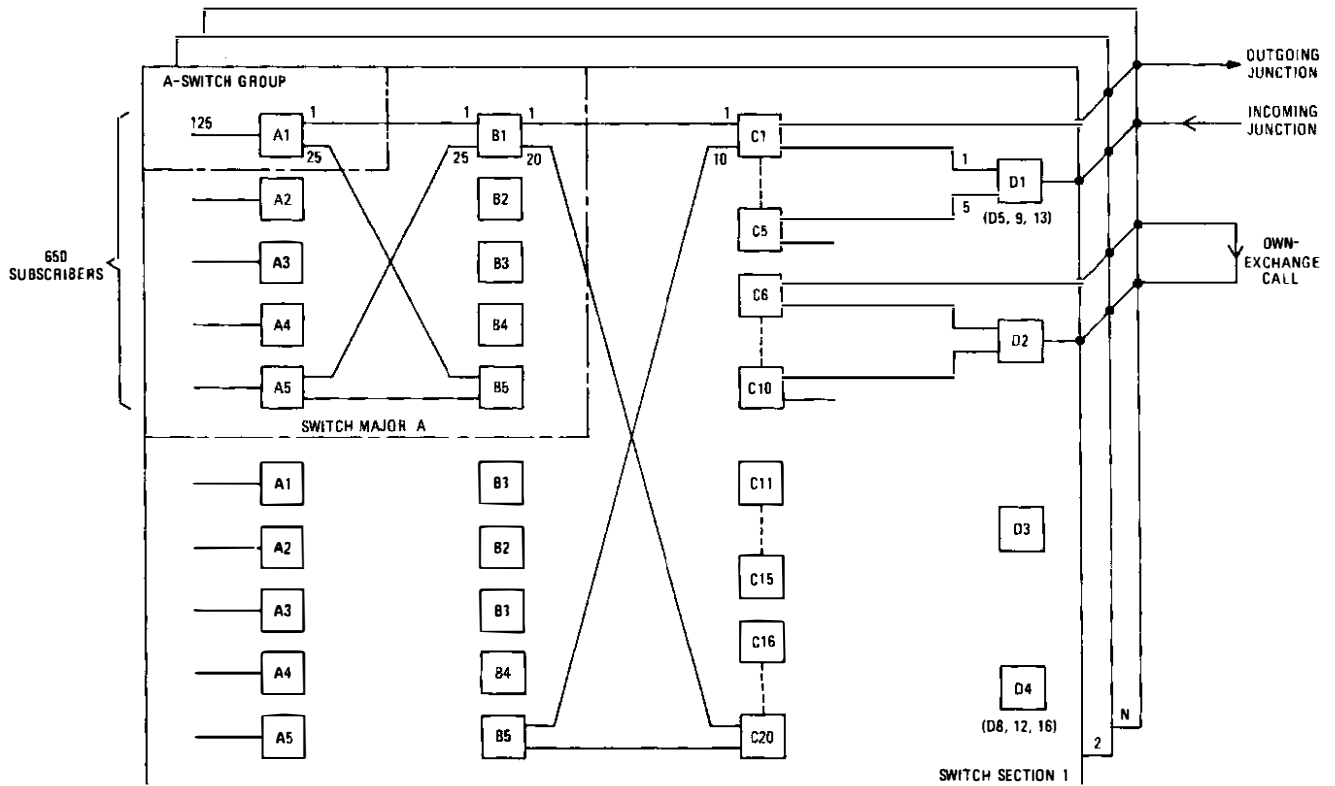 A-SWITCH GROUP
OUTGOING
JUNCTION
INCOMING
JUNCTION
125 A1 1 25
1 25 B1 1 20
1 10 C1
1 5 D1
(D5, 9, 13)
A2 B2
C5
650
SUBSCRIBERS
A3 B3
C6
OWN-
EXCHANGE
CALL
A4 B4
D2
A5 B5 C10
SWITCH MAJOR A
A1 B1 C11
D3
A2 B2
C15
A3 B3
C16
A4 B4
D4
(D8, 12, 16)
A5 B5 C20
N
2
SWITCH SECTION 1